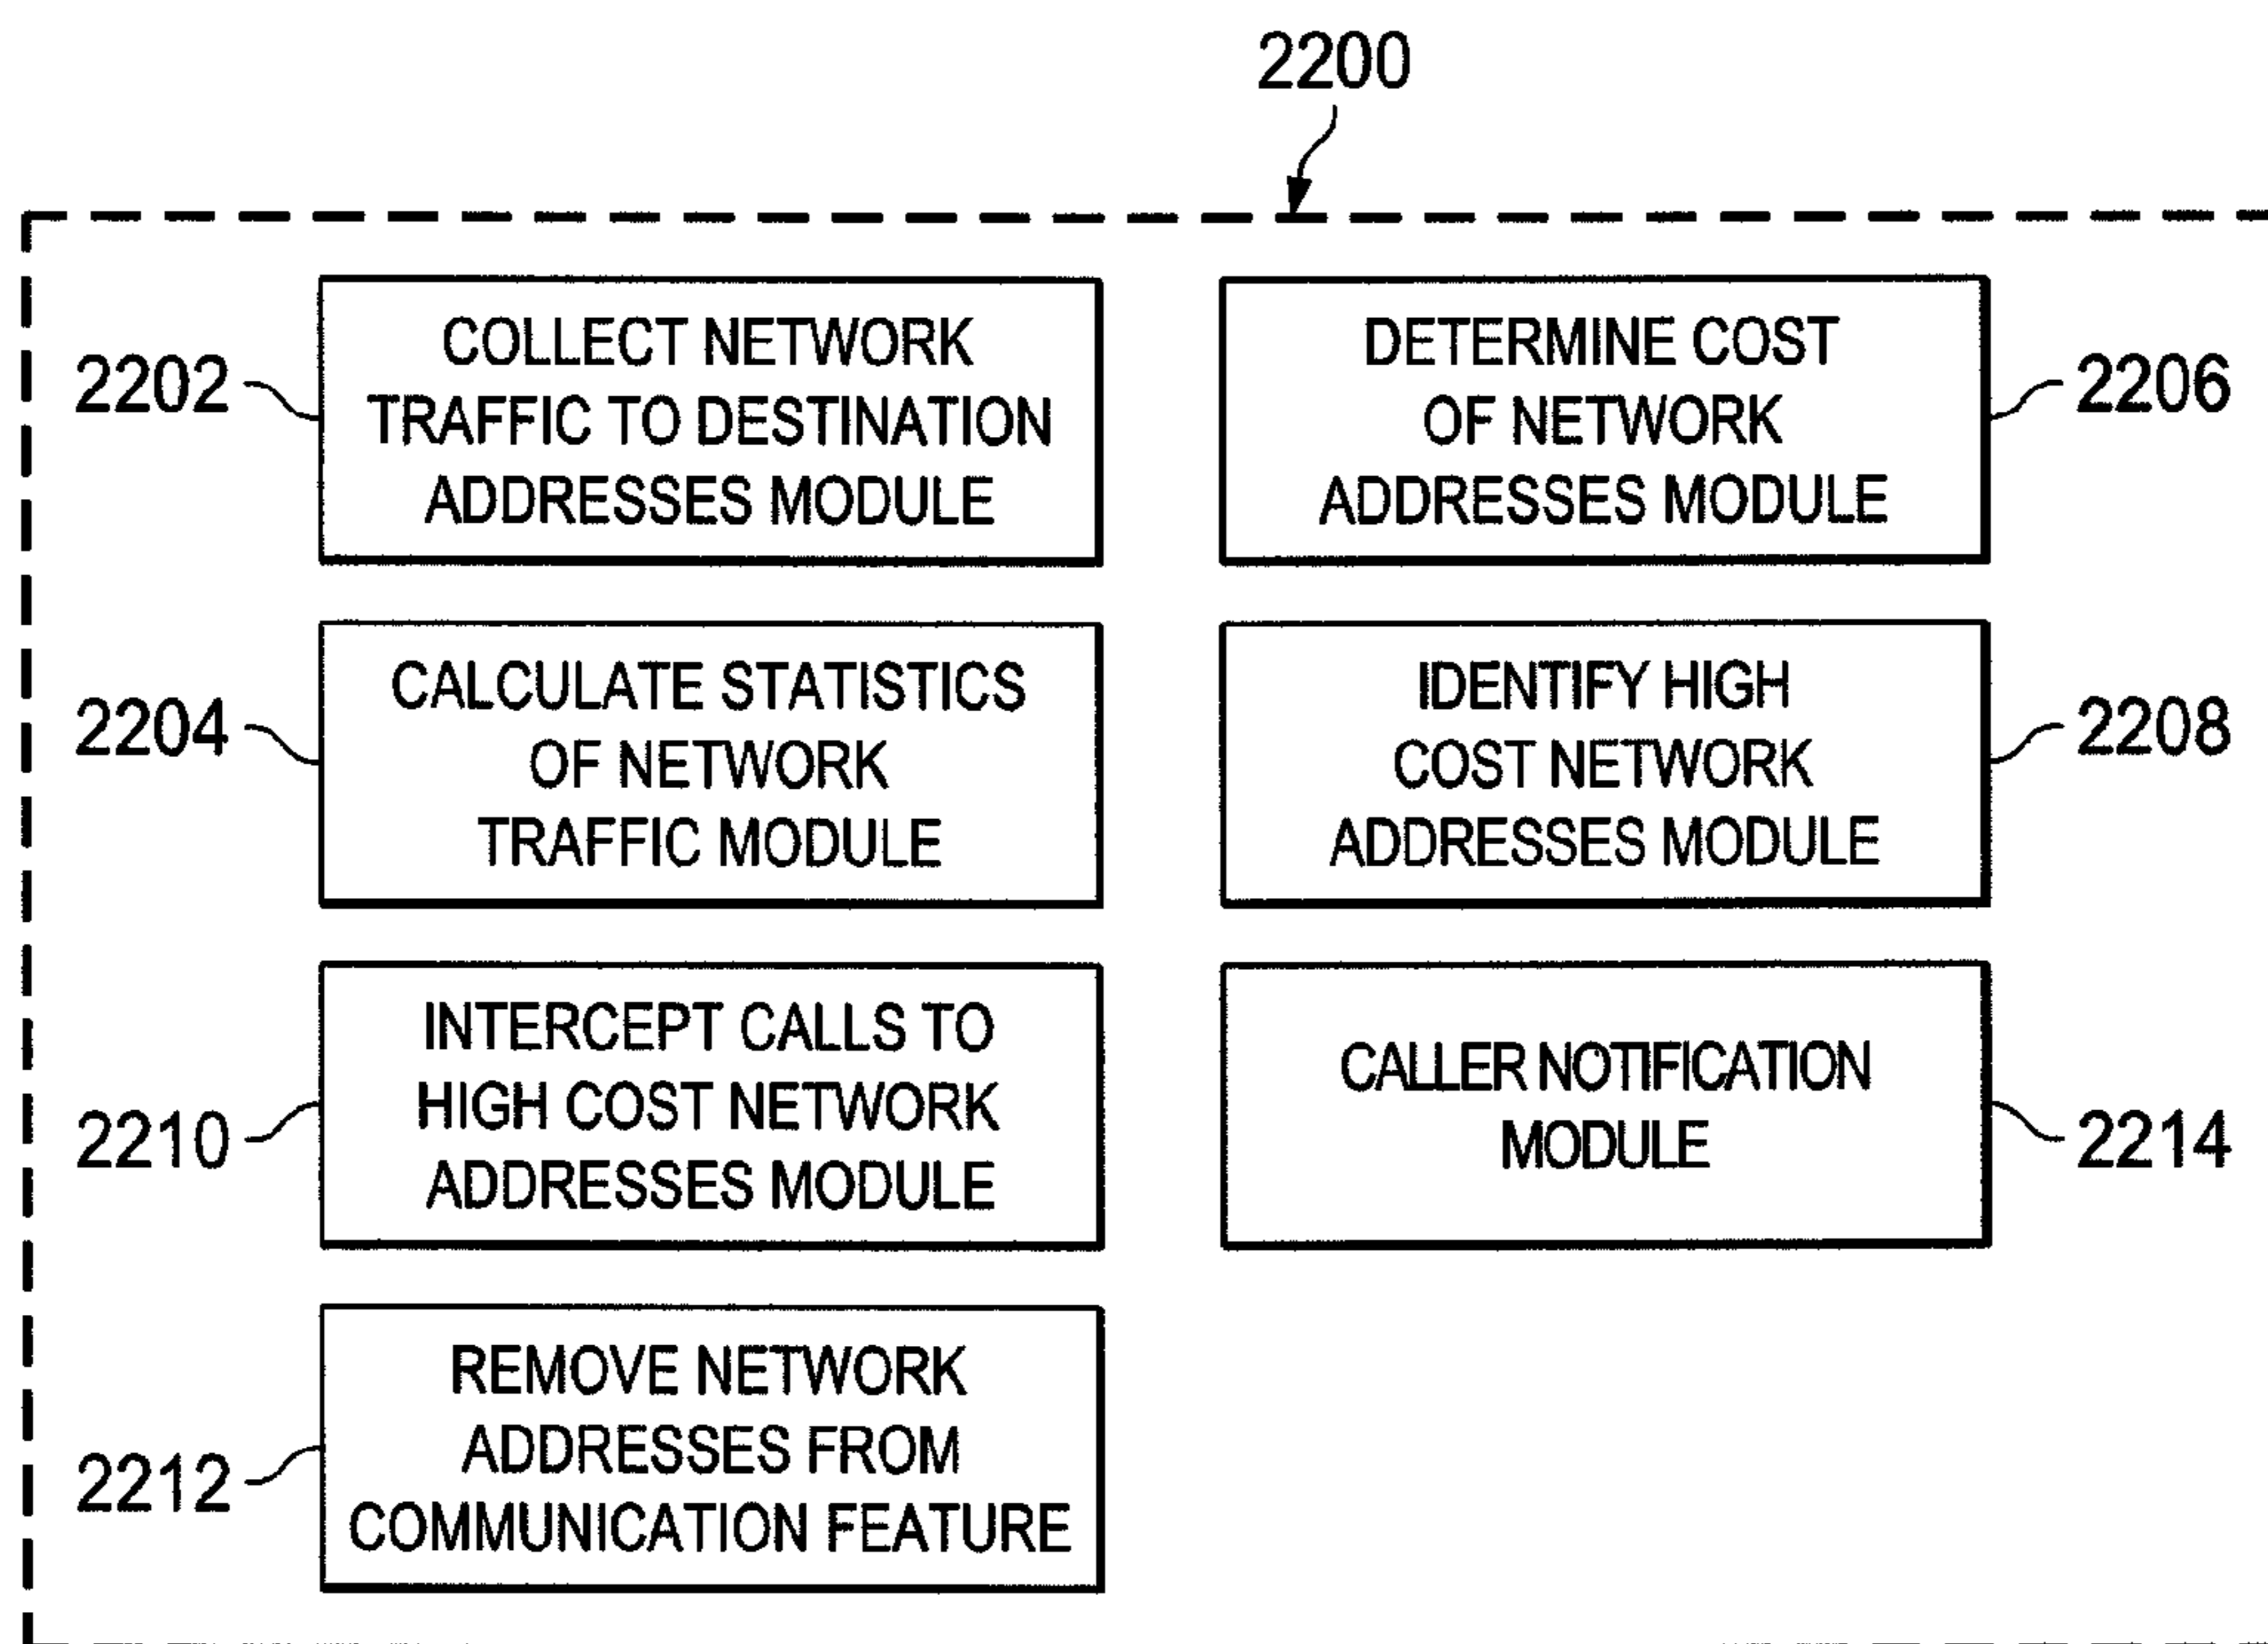 2200
2202
COLLECT NETWORK
TRAFFIC TO DESTINATION
ADDRESSES MODULE
DETERMINE COST
OF NETWORK
ADDRESSES MODULE
2206
2204
CALCULATE STATISTICS
OF NETWORK
TRAFFIC MODULE
IDENTIFY HIGH
COST NETWORK
ADDRESSES MODULE
2208
2210
INTERCEPT CALLS TO
HIGH COST NETWORK
ADDRESSES MODULE
CALLER NOTIFICATION
MODULE
2214
2212
REMOVE NETWORK
ADDRESSES FROM
COMMUNICATION FEATURE